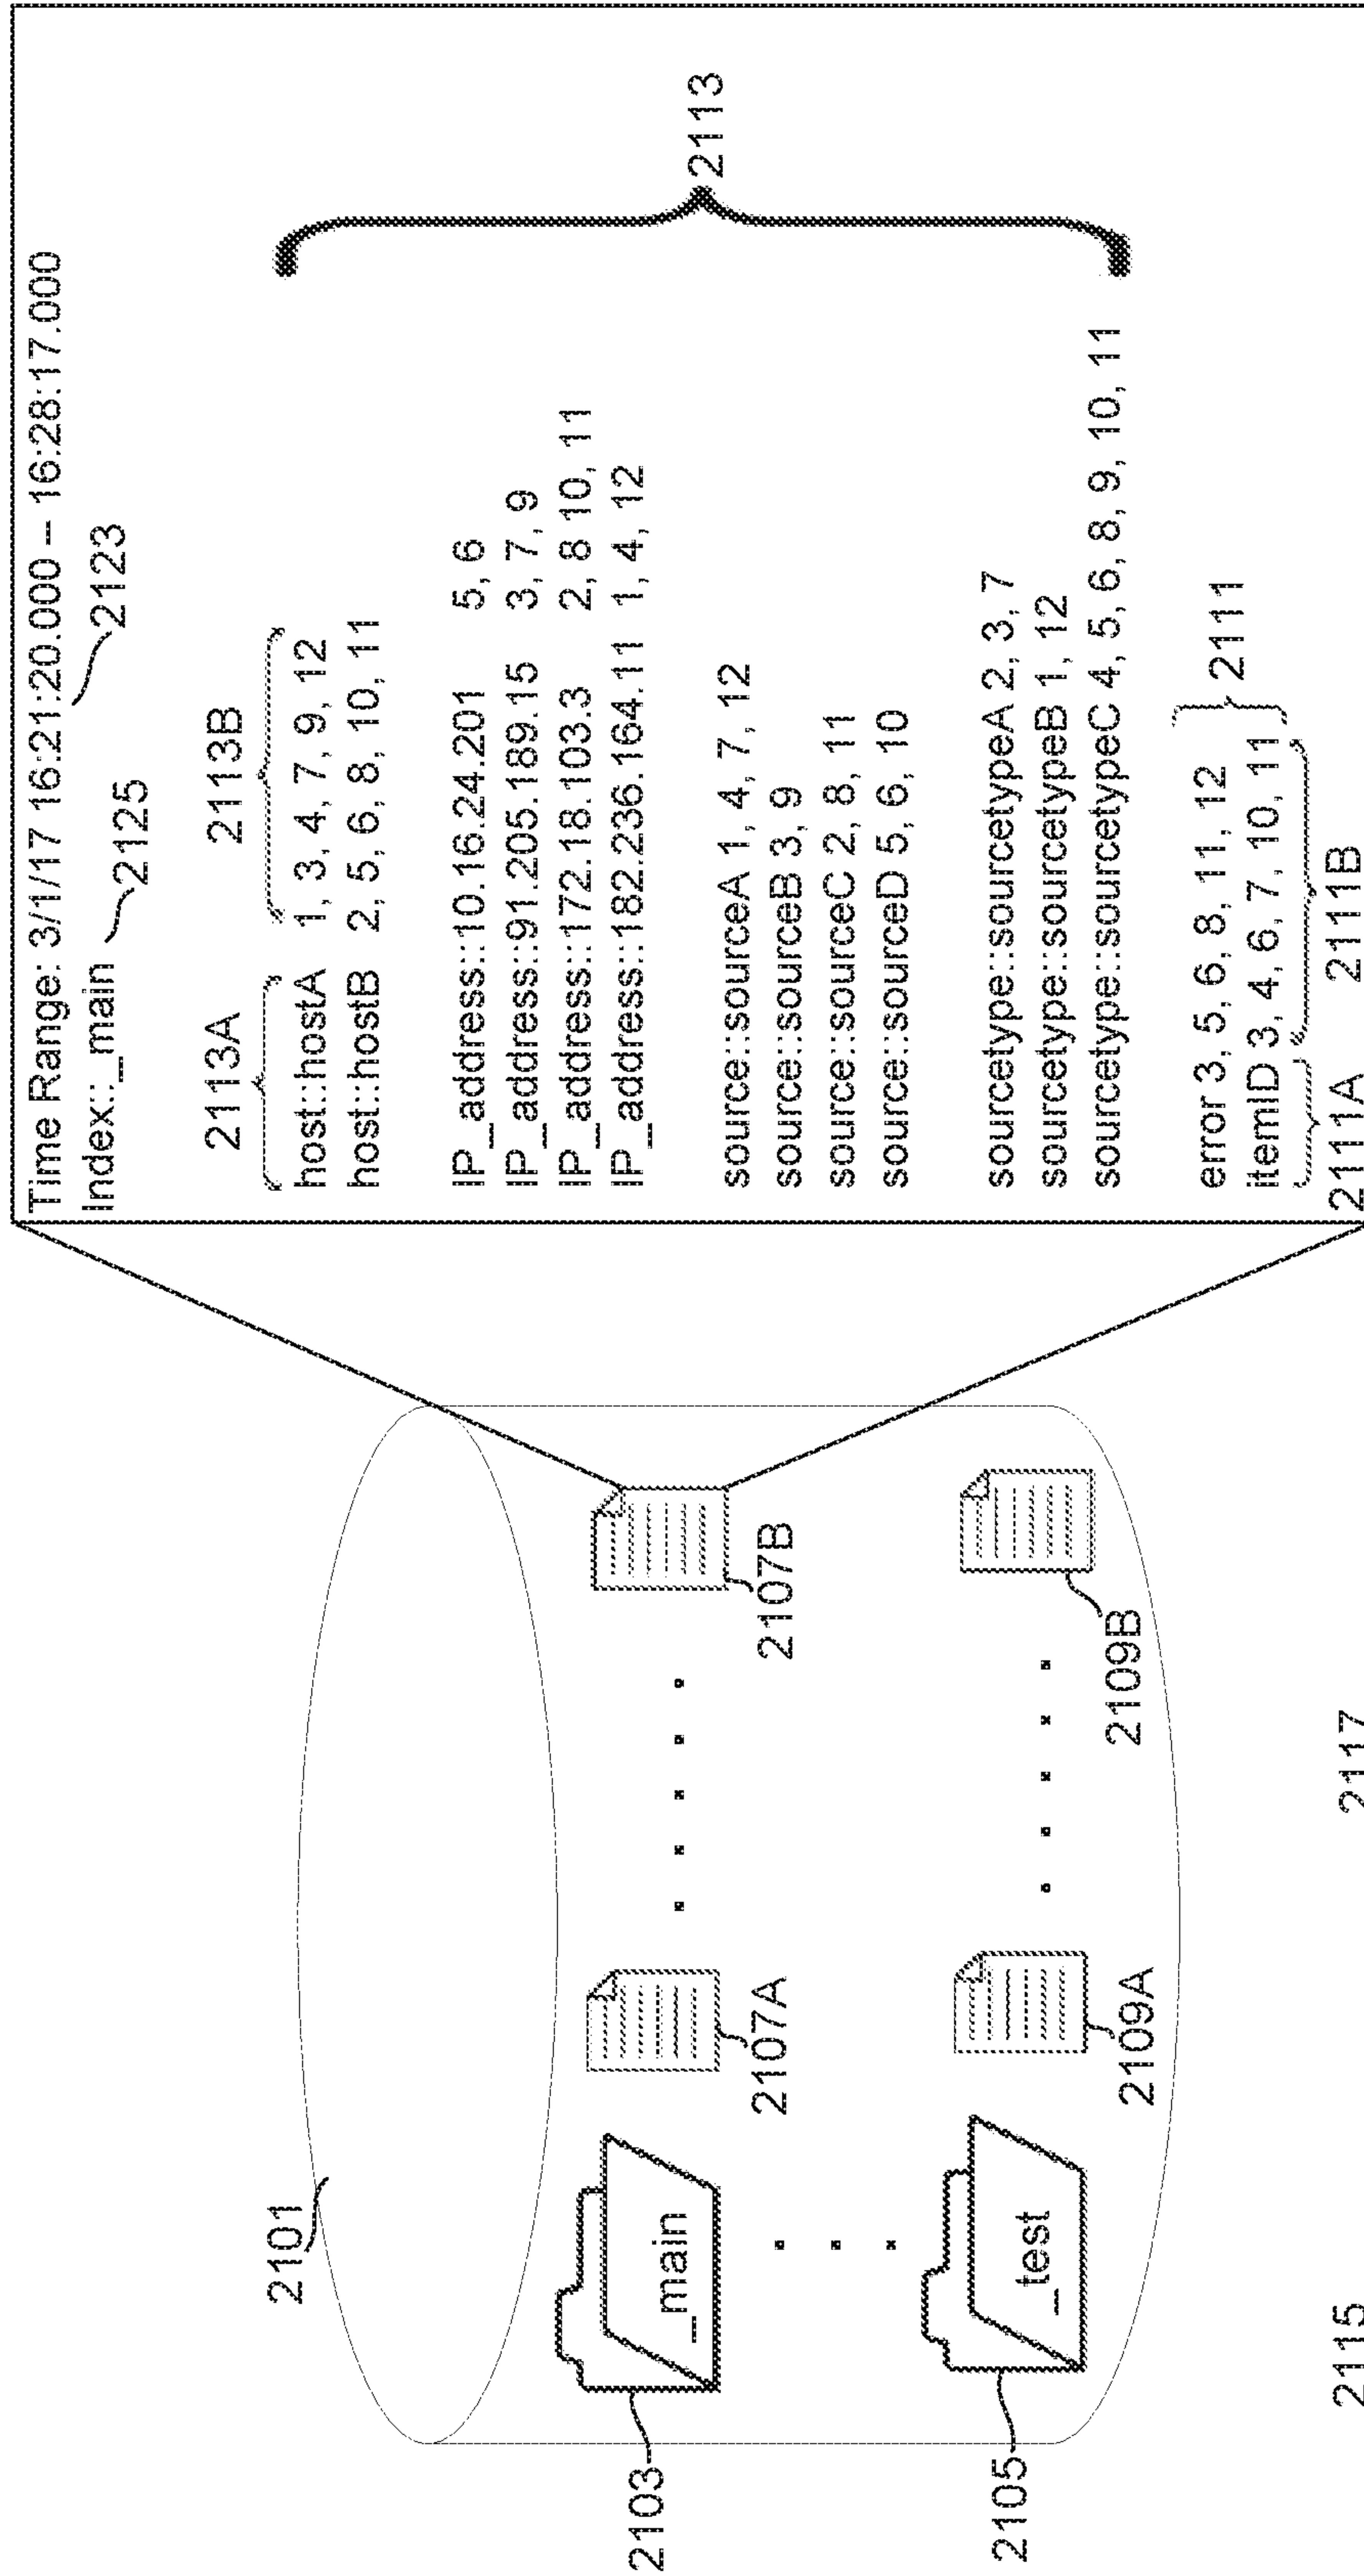 2101
2103
_main
2107A
2107B
2105
_test
2109A
2109B
2115
2117
Time Range: 3/1/17 16:21:20.000 – 16:28:17.000
2123
Index::_main
2125
2113A
2113B
host::hostA 1, 3, 4, 7, 9, 12
host::hostB 2, 5, 6, 8, 10, 11
IP_address::10.16.24.201 5, 6
IP_address::91.205.189.15 3, 7, 9
IP_address::172.18.103.3 2, 8 10, 11
IP_address::182.236.164.11 1, 4, 12
2113
source::sourceA 1, 4, 7, 12
source::sourceB 3, 9
source::sourceC 2, 8, 11
source::sourceD 5, 6, 10
sourcetype::sourcetypeA 2, 3, 7
sourcetype::sourcetypeB 1, 12
sourcetype::sourcetypeC 4, 5, 6, 8, 9, 10, 11
error 3, 5, 6, 8, 11, 12
itemID 3, 4, 6, 7, 10, 11
2111
2111A
2111B